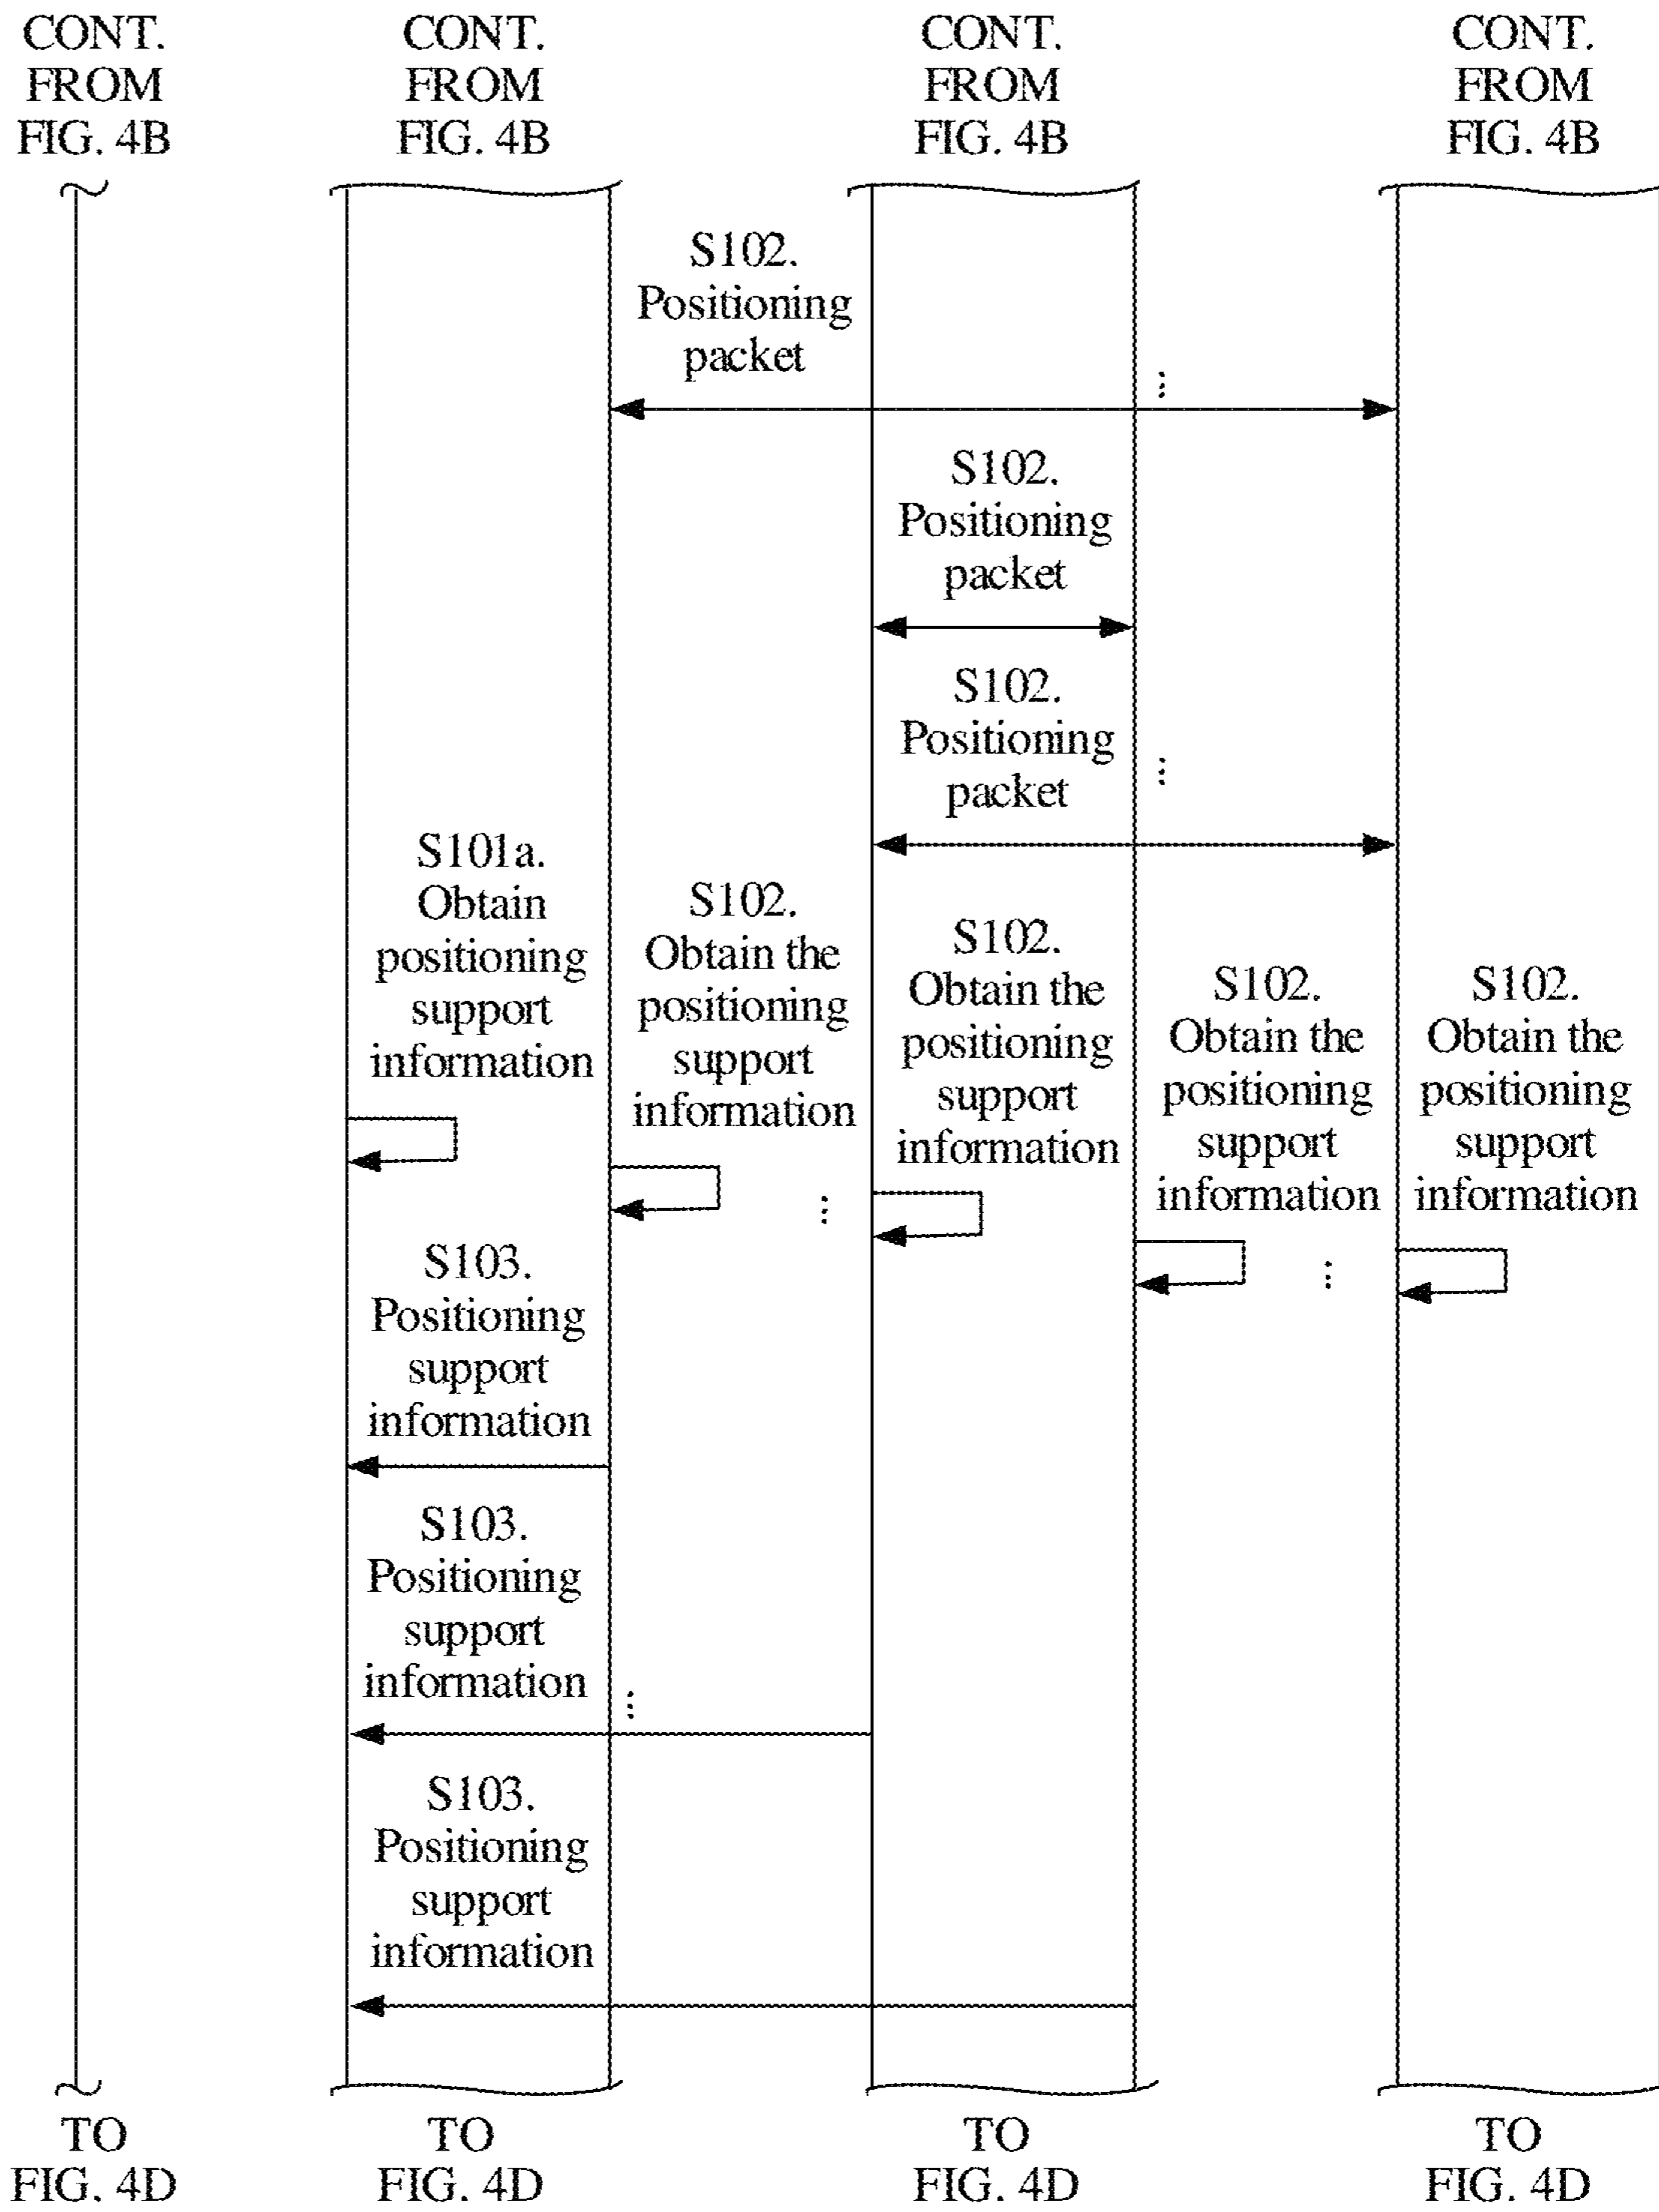 CONT.
FROM
FIG. 4B
CONT.
FROM
FIG. 4B
CONT.
FROM
FIG. 4B
CONT.
FROM
FIG. 4B
S102.
Positioning
packet
...
S102.
Positioning
packet
S102.
Positioning
packet
...
S101a.
Obtain
positioning
support
information
S102.
Obtain the
positioning
support
information
...
S102.
Obtain the
positioning
support
information
S102.
Obtain the
positioning
support
information
...
S102.
Obtain the
positioning
support
information
S103.
Positioning
support
information
S103.
Positioning
support
information
...
S103.
Positioning
support
information
TO
FIG. 4D
TO
FIG. 4D
TO
FIG. 4D
TO
FIG. 4D